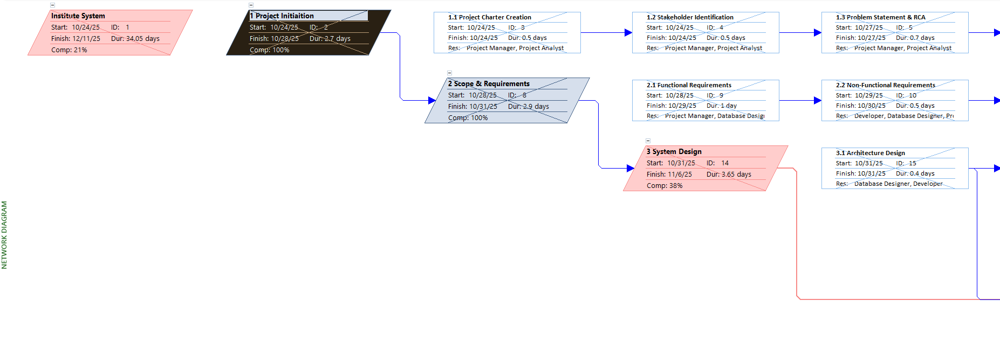 Institute System
Start: 10/24/25 ID: 1
Finish: 12/11/25 Dur: 34.05 days
Comp: 21%
1 Project Initiaition
Start: 10/24/25 ID: 2
Finish: 10/28/25 Dur: 2.7 days
Comp: 100%
1.1 Project Charter Creation
Start: 10/24/25 ID: 3
Finish: 10/24/25 Dur: 0.5 days
Res: Project Manager, Project Analyst
1.2 Stakeholder Identification
Start: 10/24/25 ID: 4
Finish: 10/24/25 Dur: 0.5 days
Res: Project Manager, Project Analyst
1.3 Problem Statement & RCA
Start: 10/27/25 ID: 5
Finish: 10/27/25 Dur: 0.7 days
Res: Project Manager, Project Analyst
2 Scope & Requirements
Start: 10/28/25 ID: 8
Finish: 10/31/25 Dur: 2.9 days
Comp: 100%
2.1 Functional Requirements
Start: 10/28/25 ID: 9
Finish: 10/29/25 Dur: 1 day
Res: Project Manager, Database Desig
2.2 Non-Functional Requirements
Start: 10/29/25 ID: 10
Finish: 10/30/25 Dur: 0.5 days
Res: Developer, Database Designer, Pr
3 System Design
Start: 10/31/25 ID: 14
Finish: 11/6/25 Dur: 3.65 days
Comp: 38%
3.1 Architecture Design
Start: 10/31/25 ID: 15
Finish: 10/31/25 Dur: 0.4 days
Res: Database Designer, Developer
NETWORK DIAGRAM